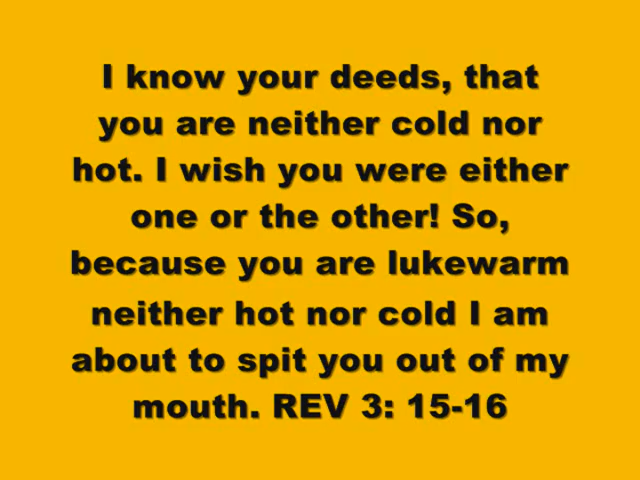 I know your deeds, that
you are neither cold nor
hot. I wish you were either
one or the other! So,
because you are lukewarm
neither hot nor cold I am
about to spit you out of my
mouth. REV 3: 15-16